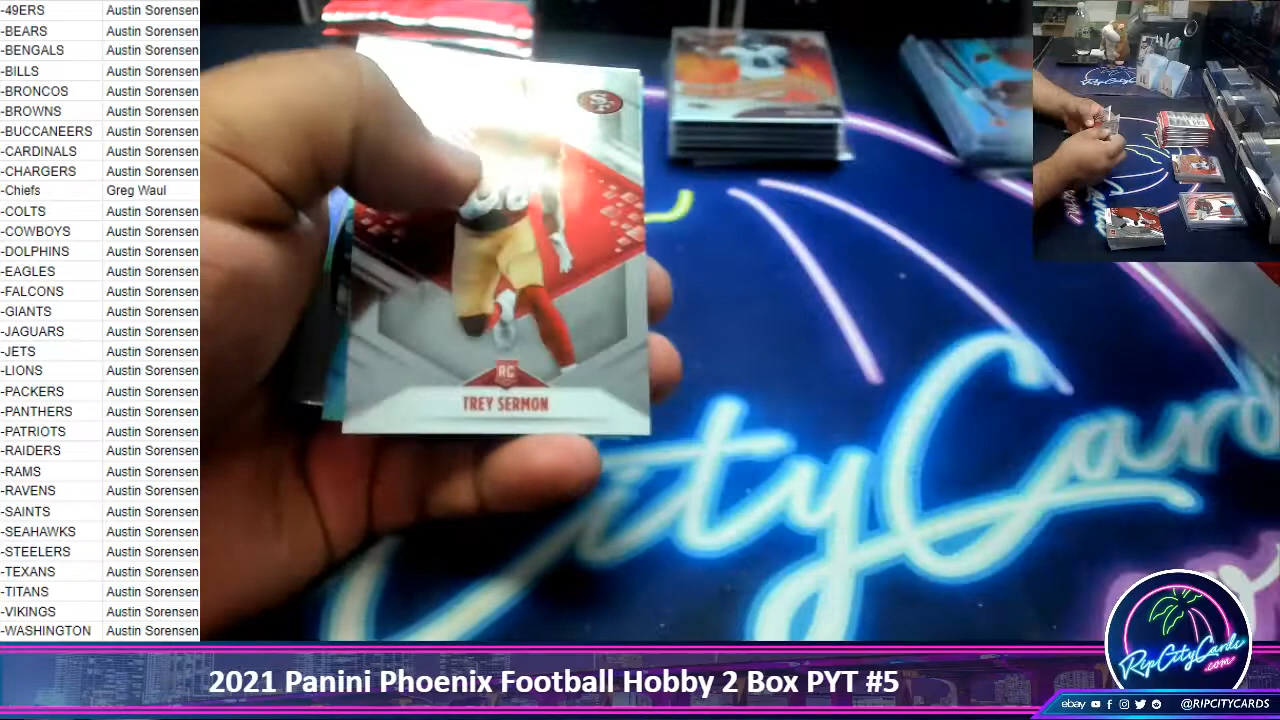 -49ERS Austin Sorensen
-BEARS Austin Sorensen
-BENGALS Austin Sorensen
-BILLS Austin Sorensen
-BRONCOS Austin Sorensen
-BROWNS Austin Sorensen
-BUCCANEERS Austin Sorensen
-CARDINALS Austin Sorensen
-CHARGERS Austin Sorensen
-Chiefs Greg Waul
-COLTS Austin Sorensen
-COWBOYS Austin Sorensen
-DOLPHINS Austin Sorensen
-EAGLES Austin Sorensen
-FALCONS Austin Sorensen
-GIANTS Austin Sorensen
-JAGUARS Austin Sorensen
-JETS Austin Sorensen
-LIONS Austin Sorensen
-PACKERS Austin Sorensen
-PANTHERS Austin Sorensen
-PATRIOTS Austin Sorensen
-RAIDERS Austin Sorensen
-RAMS Austin Sorensen
-RAVENS Austin Sorensen
-SAINTS Austin Sorensen
-SEAHAWKS Austin Sorensen
-STEELERS Austin Sorensen
-TEXANS Austin Sorensen
-TITANS Austin Sorensen
-VIKINGS Austin Sorensen
-WASHINGTON Austin Sorensen
SF
RC
TREY SERMON
City Cards
RipCityCards
.com
2021 Panini Phoenix Football Hobby 2 Box PYT #5
ebay @RIPCITYCARDS